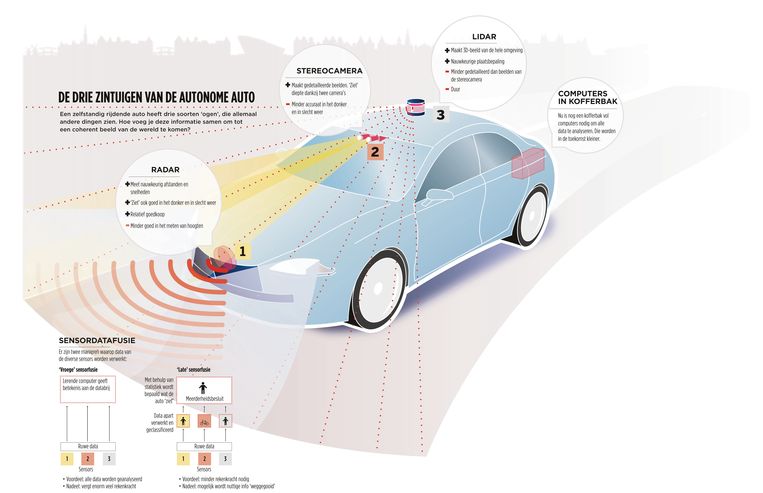 DE DRIE ZINTUIGEN VAN DE AUTONOME AUTO
Een zelfstandig rijdende auto heeft drie soorten 'ogen', die allemaal
andere dingen zien. Hoe voeg je deze informatie samen om tot
een coherent beeld van de wereld te komen?
RADAR
+ Meet nauwkeurig afstanden en
snelheden
+ 'Ziet' ook goed in het donker en in slecht weer
+ Relatief goedkoop
- Minder goed in het meten van hoogten
1
STEREOCAMERA
+ Maakt gedetailleerde beelden. 'Ziet'
diepte dankzij twee camera's
- Minder accuraat in het donker
en in slecht weer
2
LIDAR
+ Maakt 3D-beeld van de hele omgeving
+ Nauwkeurige plaatsbepaling
- Minder gedetailleerd dan beelden van
de stereocamera
- Duur
3
COMPUTERS
IN KOFFERBAK
Nu is nog een kofferbak vol
computers nodig om alle
data te analyseren. Die worden
in de toekomst kleiner.
SENSORDATAFUSIE
Er zijn twee manieren waarop data van
de diverse sensors worden verwerkt:
'Vroege' sensorfusie
Lerende computer geeft
betekenis aan de databrij
Ruwe data
1 2 3
Sensors
• Voordeel: alle data worden geanalyseerd
• Nadeel: vergt enorm veel rekenkracht
'Late' sensorfusie
Met behulp van
statistiek wordt
bepaald wat de
auto 'ziet'
Meerderheidsbesluit
Data apart
verwerkt en
geclassificeerd
Ruwe data
1 2 3
Sensors
• Voordeel: minder rekenkracht nodig
• Nadeel: mogelijk wordt nuttige info 'weggegooid'